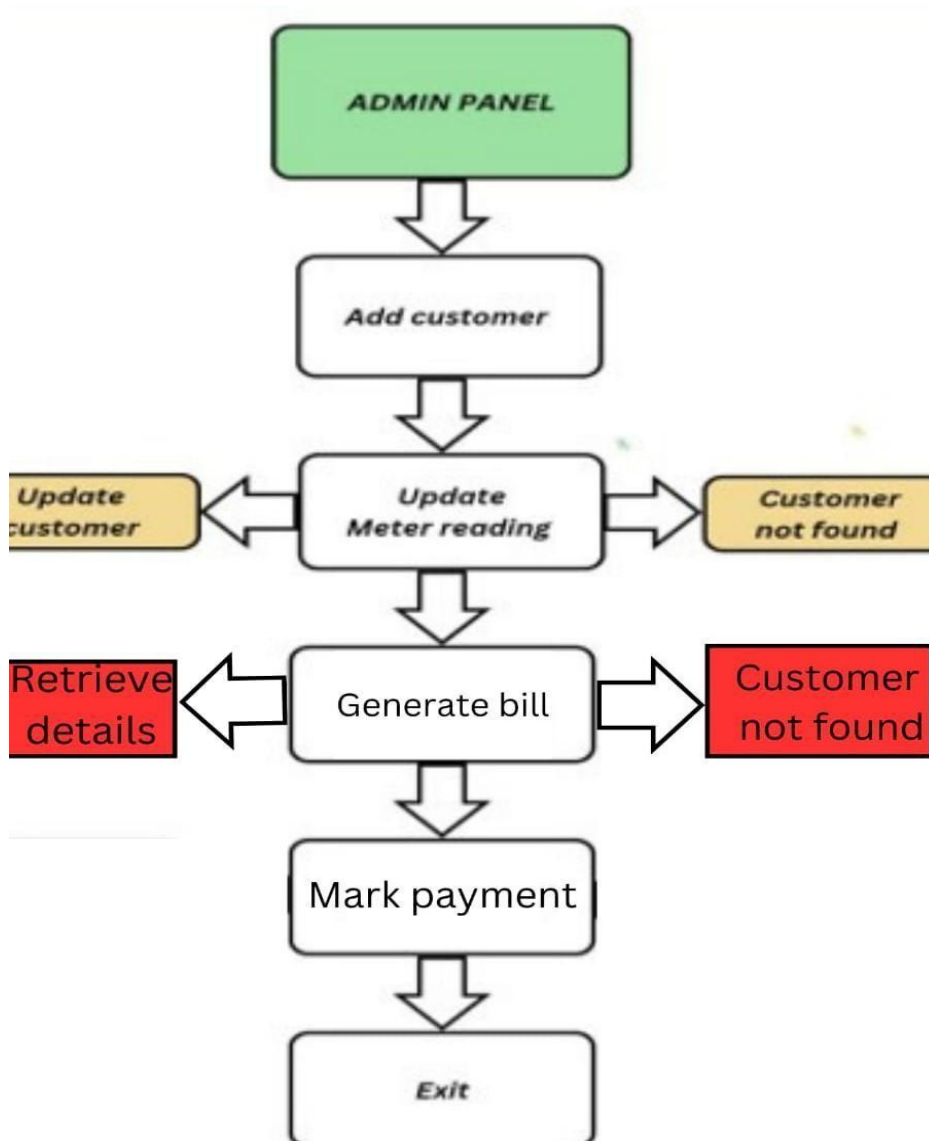 ADMIN PANEL
Add customer
Update
customer
Update
Meter reading
Customer
not found
Retrieve
details
Generate bill
Customer
not found
Mark payment
Exit